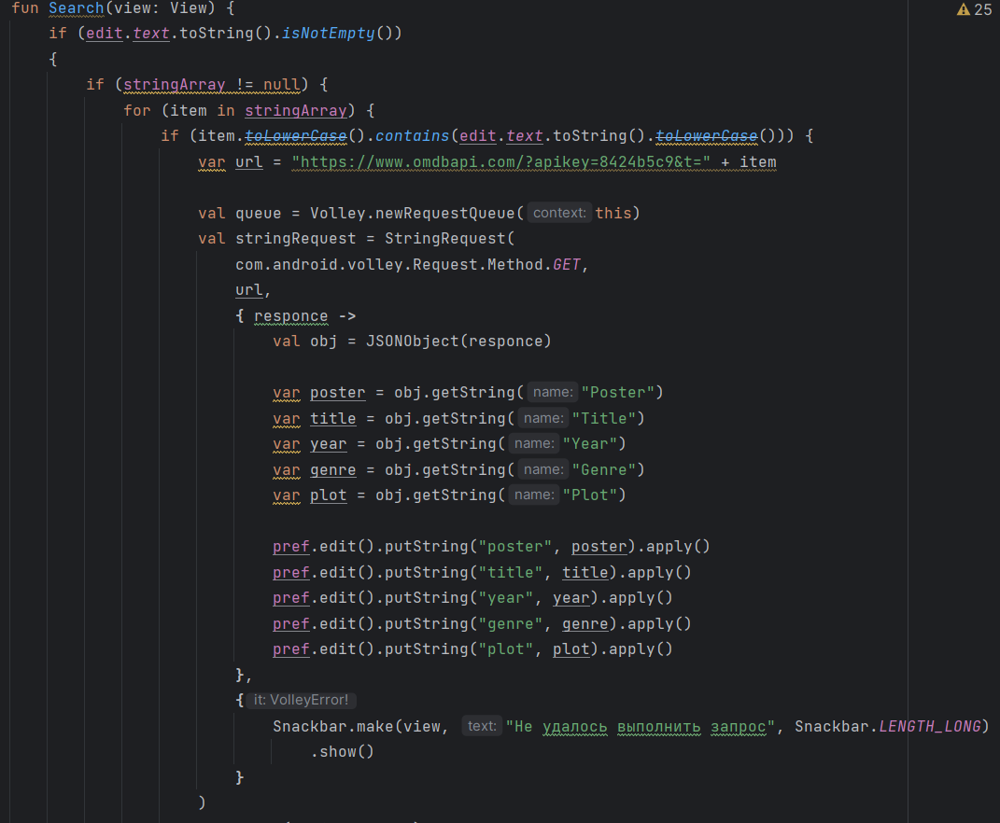 fun Search(view: View) {
25
if (edit.text.toString().isNotEmpty())
{
if (stringArray != null) {
for (item in stringArray) {
if (item.toLowerCase().contains(edit.text.toString().toLowerCase())) {
var url = "https://www.omdbapi.com/?apikey=8424b5c9&t=" + item
val queue = Volley.newRequestQueue( context: this)
val stringRequest = StringRequest(
com.android.volley.Request.Method.GET,
url,
{ responce ->
val obj = JSONObject(responce)
var poster = obj.getString( name: "Poster")
var title = obj.getString( name: "Title")
var year = obj.getString( name: "Year")
var genre = obj.getString( name: "Genre")
var plot = obj.getString( name: "Plot")
pref.edit().putString("poster", poster).apply()
pref.edit().putString("title", title).apply()
pref.edit().putString("year", year).apply()
pref.edit().putString("genre", genre).apply()
pref.edit().putString("plot", plot).apply()
},
{ it: VolleyError!
Snackbar.make(view, text: "Не удалось выполнить запрос", Snackbar.LENGTH_LONG)
.show()
}
)